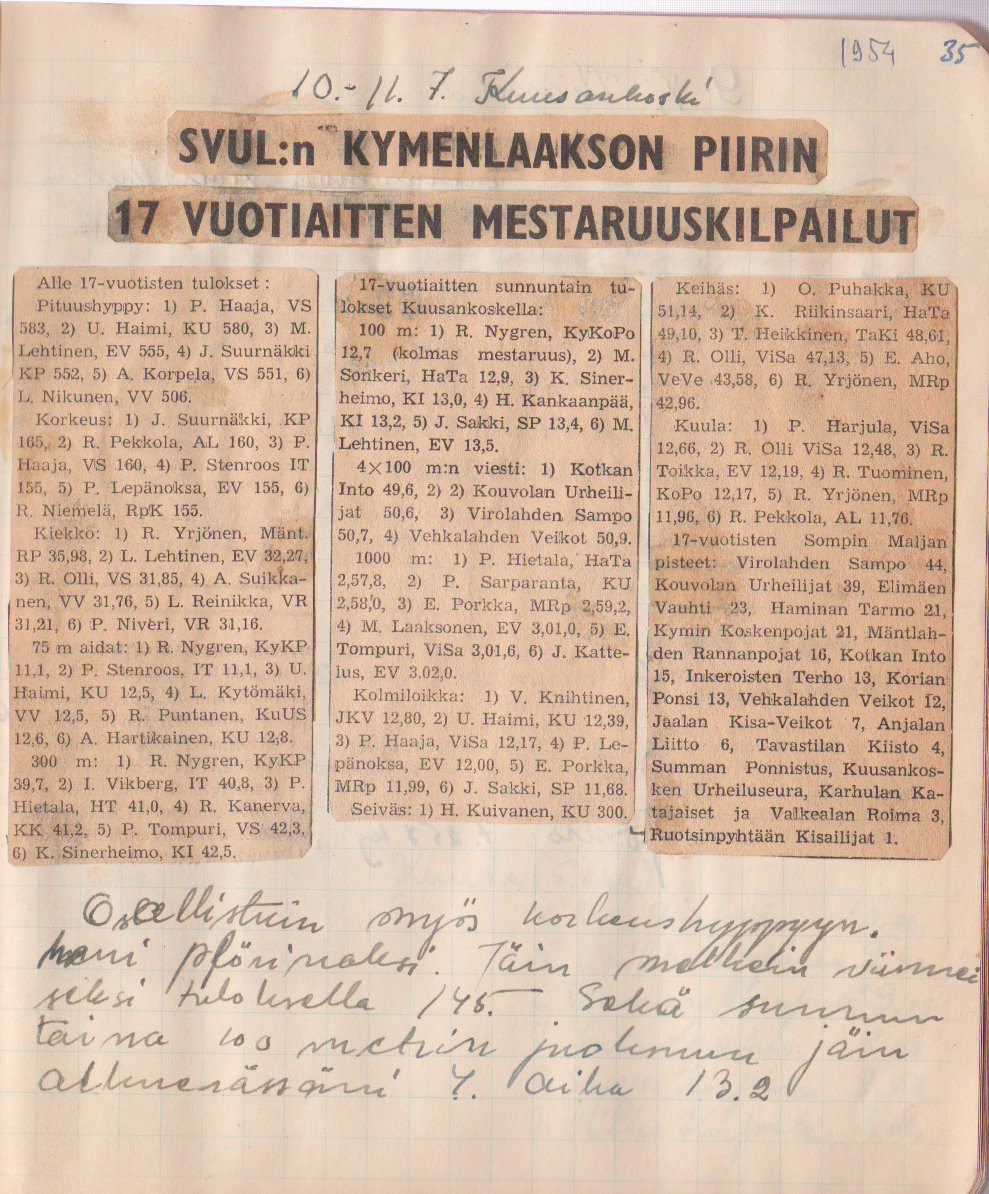 1954 35
10.-11. 7. Kuusankoski
SVUL:n KYMENLAAKSON PIIRIN
17 VUOTIAITTEN MESTARUUSKILPAILUT
Alle 17-vuotisten tulokset :
Pituushyppy: 1) P. Haaja, VS
583, 2) U. Haimi, KU 580, 3) M.
Lehtinen, EV 555, 4) J. Suurnäkki
KP 552, 5) A. Korpela, VS 551, 6)
L. Nikunen, VV 506.
Korkeus: 1) J. Suurnäkki, KP
165, 2) R. Pekkola, AL 160, 3) P.
Haaja, VS 160, 4) P. Stenroos IT
155, 5) P. Lepänoksa, EV 155, 6)
R. Niemelä, RpK 155.
Kiekko: 1) R. Yrjönen, Mänt.
RP 35,98, 2) L. Lehtinen, EV 32,27,
3) R. Olli, VS 31,85, 4) A. Suikka-
nen, VV 31,76, 5) L. Reinikka, VR
31,21, 6) P. Niveri, VR 31,16.
75 m aidat: 1) R. Nygren, KyKP
11,1, 2) P. Stenroos, IT 11,1, 3) U.
Haimi, KU 12,5, 4) L. Kytömäki,
VV 12,5, 5) R. Puntanen, KuUS
12,6, 6) A. Hartikainen, KU 12,8.
300 m: 1) R. Nygren, KyKP
39,7, 2) I. Vikberg, IT 40,8, 3) P.
Hietala, HT 41,0, 4) R. Kanerva,
KK 41,2, 5) P. Tompuri, VS 42,3,
6) K. Sinerheimo, KI 42,5.
17-vuotiaitten sunnuntain tu-
lokset Kuusankoskella:
100 m: 1) R. Nygren, KyKoPo
12,7 (kolmas mestaruus), 2) M.
Sonkeri, HaTa 12,9, 3) K. Siner-
heimo, KI 13,0, 4) H. Kankaanpää,
KI 13,2, 5) J. Sakki, SP 13,4, 6) M.
Lehtinen, EV 13,5.
4×100 m:n viesti: 1) Kotkan
Into 49,6, 2) 2) Kouvolan Urheili-
jat 50,6, 3) Virolahden Sampo
50,7, 4) Vehkalahden Veikot 50,9.
1000 m: 1) P. Hietala, HaTa
2,57,8, 2) P. Sarparanta, KU
2,58,0, 3) E. Porkka, MRp 2,59,2,
4) M. Laaksonen, EV 3,01,0, 5) E.
Tompuri, ViSa 3,01,6, 6) J. Katte-
lus, EV 3.02,0.
Kolmiloikka: 1) V. Knihtinen,
JKV 12,80, 2) U. Haimi, KU 12,39,
3) P. Haaja, ViSa 12,17, 4) P. Le-
pänoksa, EV 12,00, 5) E. Porkka,
MRp 11,99, 6) J. Sakki, SP 11,68.
Seiväs: 1) H. Kuivanen, KU 300.
Keihäs: 1) O. Puhakka, KU
51,14, 2) K. Riikinsaari, HaTa
49,10, 3) T. Heikkinen, TaKi 48,61,
4) R. Olli, ViSa 47,13, 5) E. Aho,
VeVe 43,58, 6) R. Yrjönen, MRp
42,96.
Kuula: 1) P. Harjula, ViSa
12,66, 2) R. Olli ViSa 12,48, 3) R.
Toikka, EV 12,19, 4) R. Tuominen,
KoPo 12,17, 5) R. Yrjönen, MRp
11,96, 6) R. Pekkola, AL 11,76.
17-vuotisten Sompin Maljan
pisteet: Virolahden Sampo 44,
Kouvolan Urheilijat 39, Elimäen
Vauhti 23, Haminan Tarmo 21,
Kymin Koskenpojat 21, Mäntlah-
den Rannanpojat 16, Kotkan Into
15, Inkeroisten Terho 13, Korian
Ponsi 13, Vehkalahden Veikot 12,
Jaalan Kisa-Veikot 7, Anjalan
Liitto 6, Tavastilan Kiisto 4,
Summan Ponnistus, Kuusankos-
ken Urheiluseura, Karhulan Ka-
tajaiset ja Valkealan Roima 3,
Ruotsinpyhtään Kisailijat 1.
Osallistuin myös korkeushyppyyn.
meni pförinaksi. Jäin melkein viimei
seksi tuloksella 145. Sekä sunnun
taina 100 metrin juoksuun jäin
alkuerässäni 4. aika 13.2